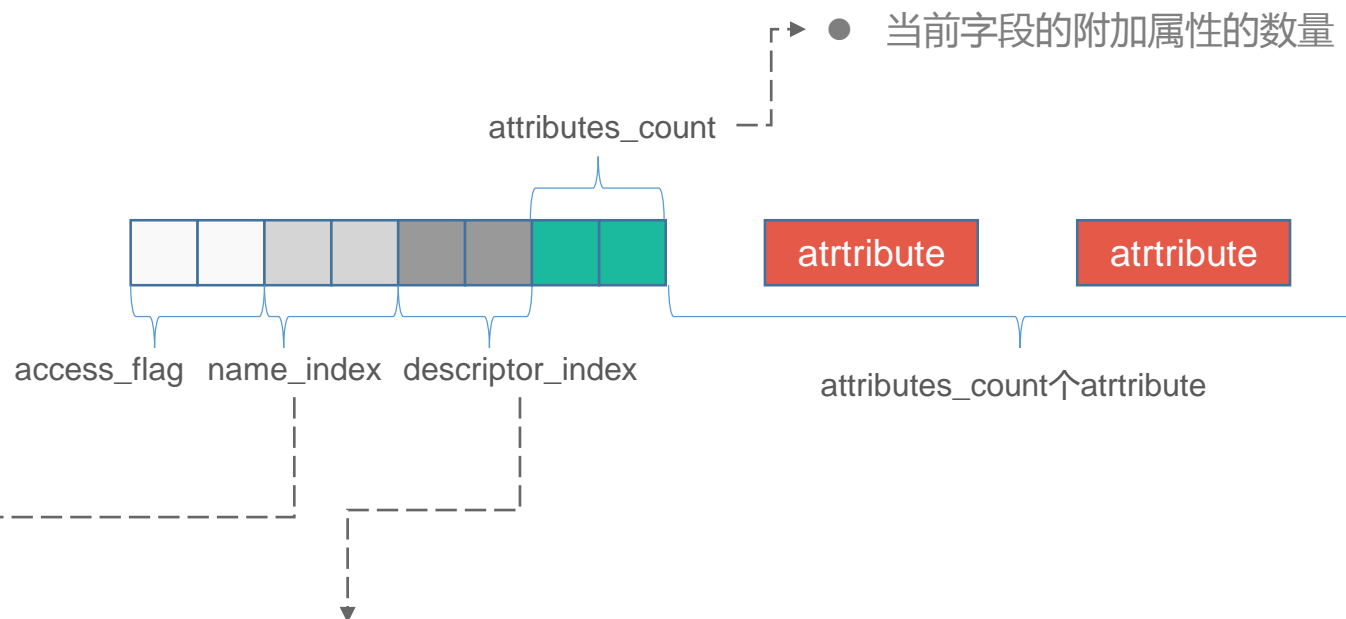 ● 当前字段的附加属性的数量
attributes_count
atrtribute atrtribute
access_flag name_index descriptor_index
attributes_count个atrtribute